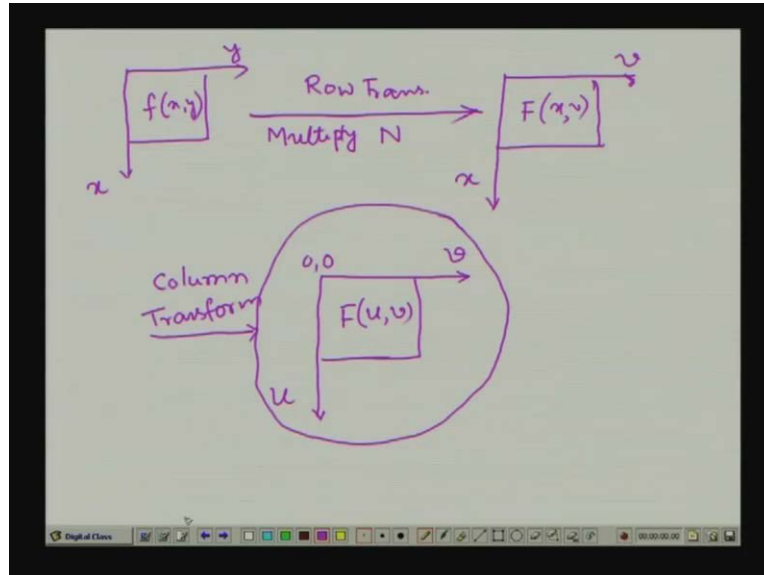 y
f(x,y)
x
Row Trans.
Multiply N
v
F(x,v)
x
Column
Transform
0,0
v
F(u,v)
u
Digital Class
00:00:00.00